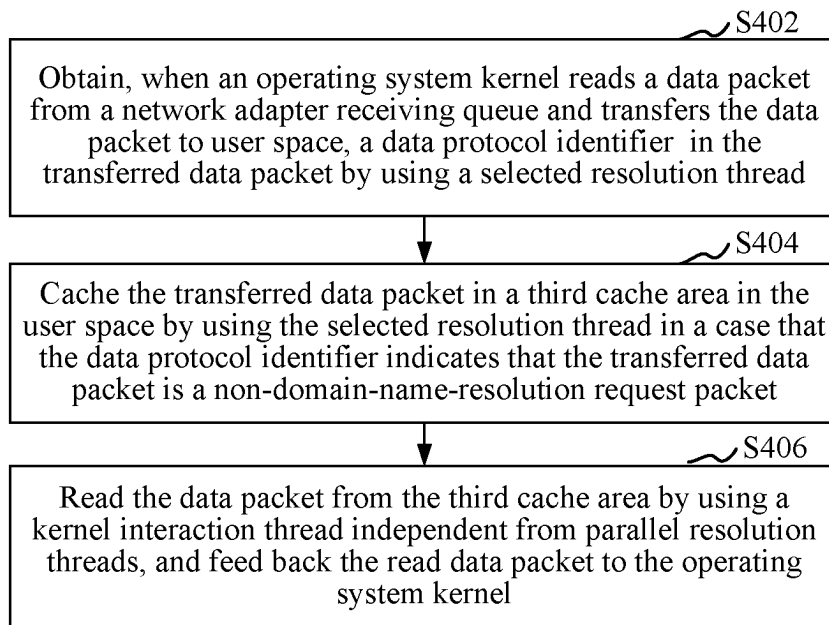 S402
Obtain, when an operating system kernel reads a data packet
from a network adapter receiving queue and transfers the data
packet to user space, a data protocol identifier in the
transferred data packet by using a selected resolution thread
S404
Cache the transferred data packet in a third cache area in the
user space by using the selected resolution thread in a case that
the data protocol identifier indicates that the transferred data
packet is a non-domain-name-resolution request packet
S406
Read the data packet from the third cache area by using a
kernel interaction thread independent from parallel resolution
threads, and feed back the read data packet to the operating
system kernel